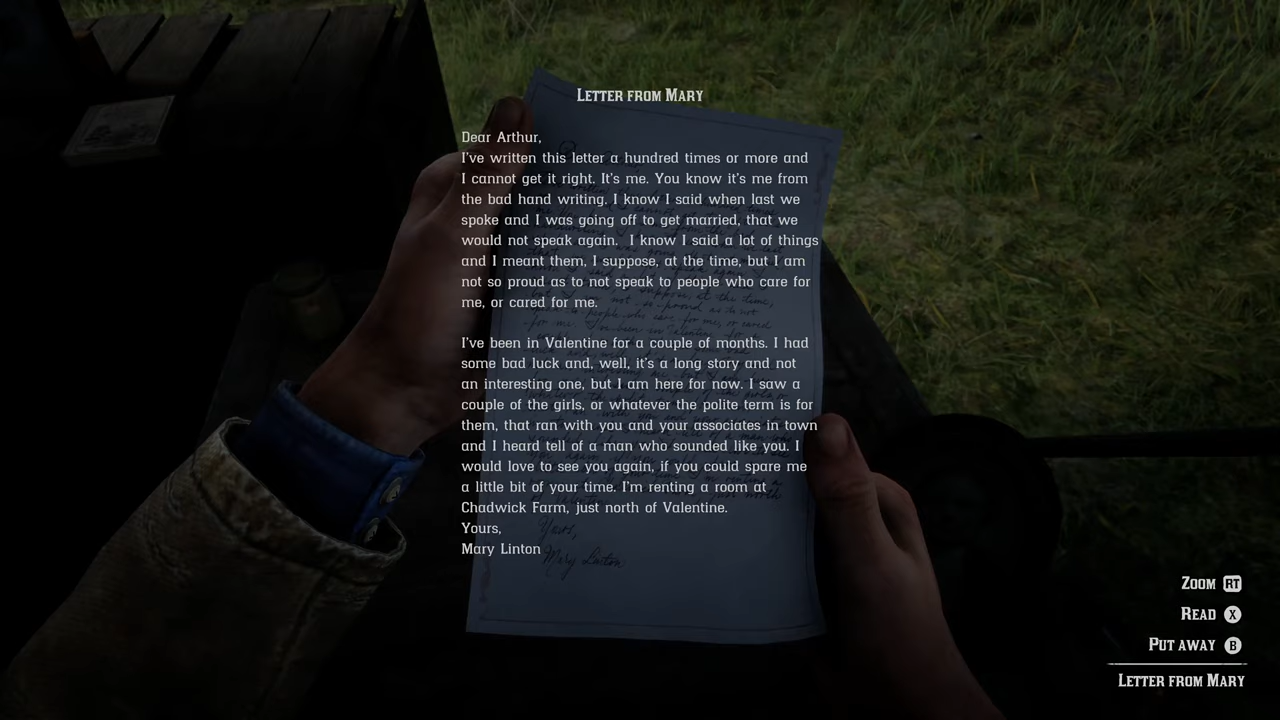 LETTER FROM MARY
Dear Arthur,
I've written this letter a hundred times or more and
I cannot get it right. It's me. You know it's me from
the bad hand writing. I know I said when last we
spoke and I was going off to get married, that we
would not speak again.  I know I said a lot of things
and I meant them, I suppose, at the time, but I am
not so proud as to not speak to people who care for
me, or cared for me.
I've been in Valentine for a couple of months. I had
some bad luck and, well, it's a long story and not
an interesting one, but I am here for now. I saw a
couple of the girls, or whatever the polite term is for
them, that ran with you and your associates in town
and I heard tell of a man who sounded like you. I
would love to see you again, if you could spare me
a little bit of your time. I'm renting a room at
Chadwick Farm, just north of Valentine.
Yours,
Mary Linton
Yours,
Mary Linton
ZOOM RT
READ X
PUT AWAY B
LETTER FROM MARY